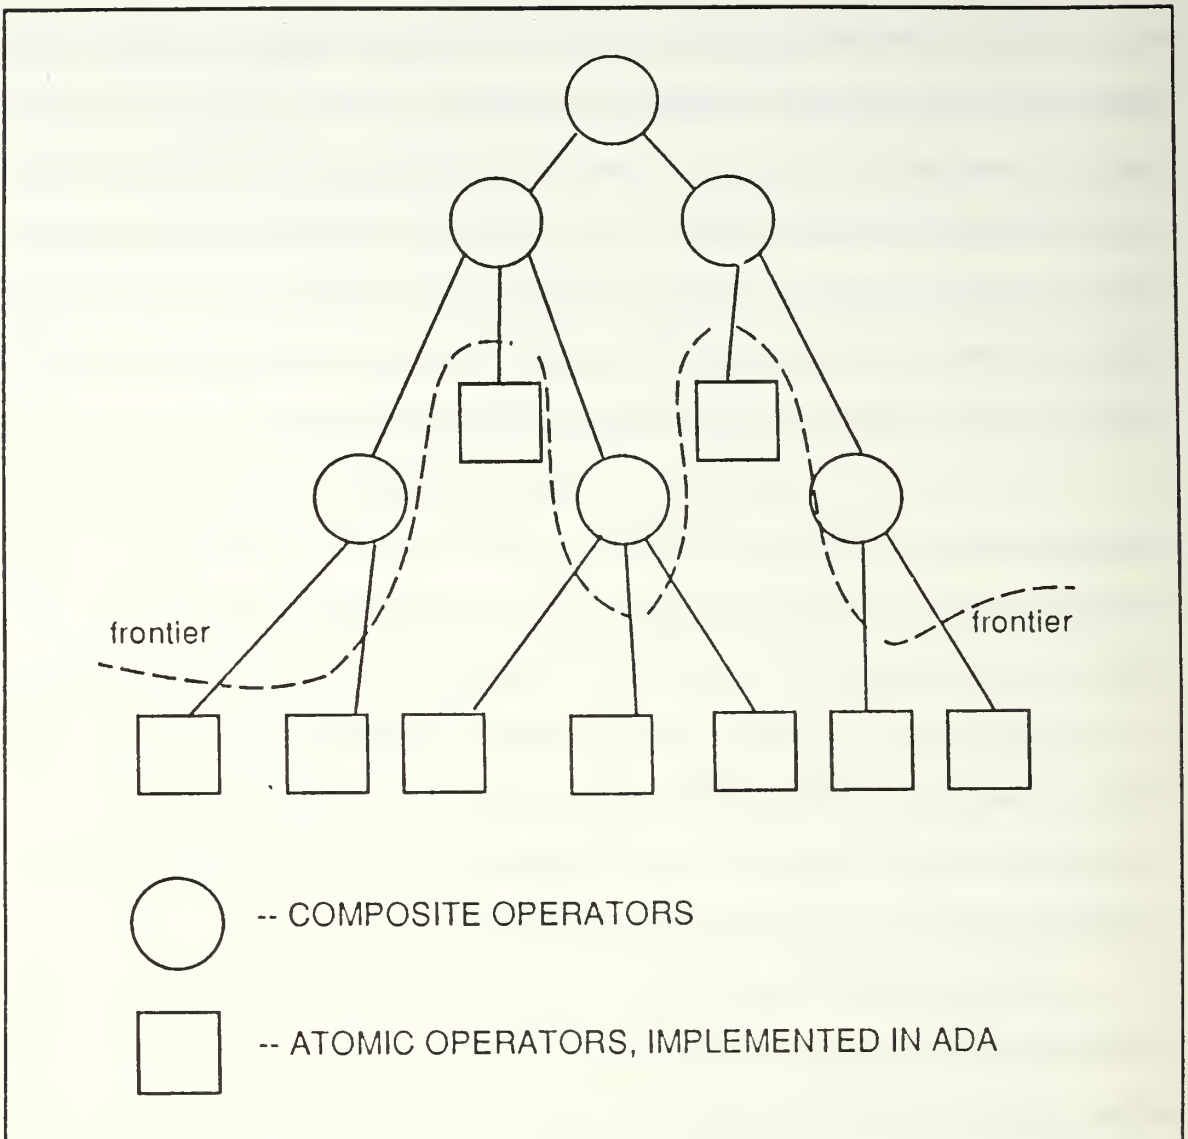 frontier
frontier
-- COMPOSITE OPERATORS
-- ATOMIC OPERATORS, IMPLEMENTED IN ADA